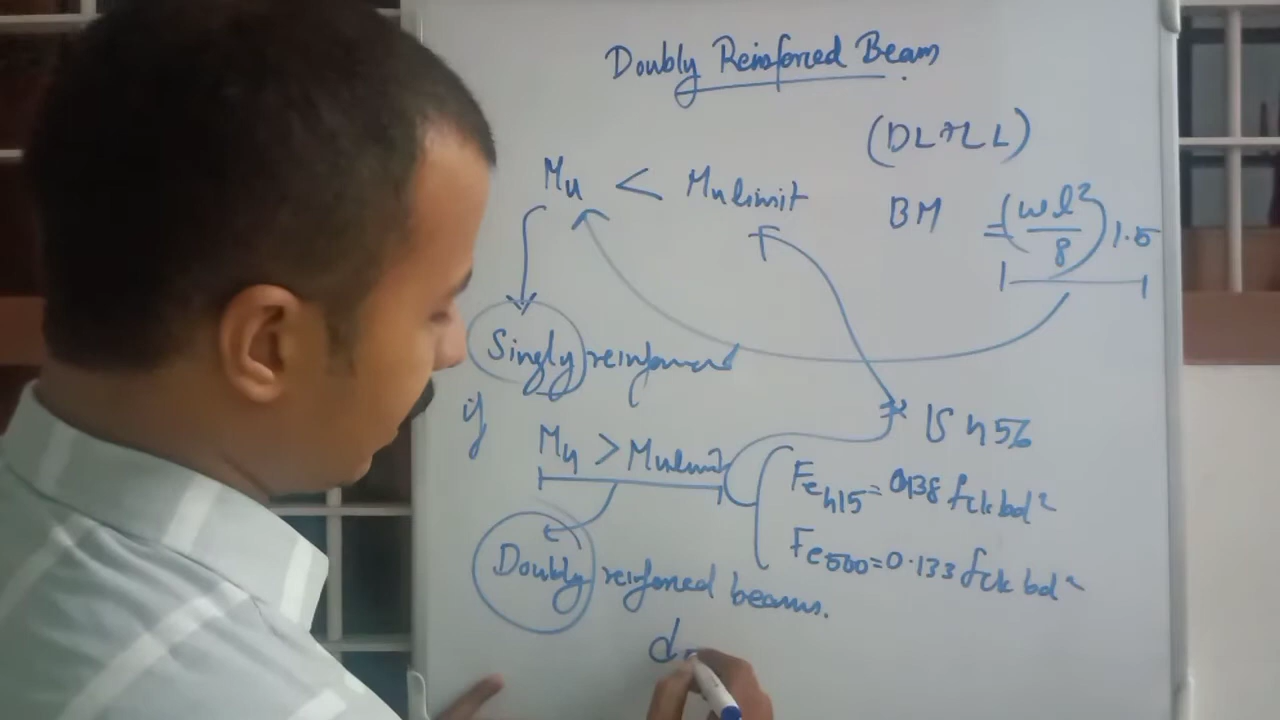 Doubly Reinforced Beam
(DL+LL)
Mu < Mulimit
BM = (wl²/8) 1.5
Singly reinforced
if
IS 456
Mu > Mulimit
Fe415 = 0.138 fck bd²
Fe500 = 0.133 fck bd²
Doubly reinforced beams.
d